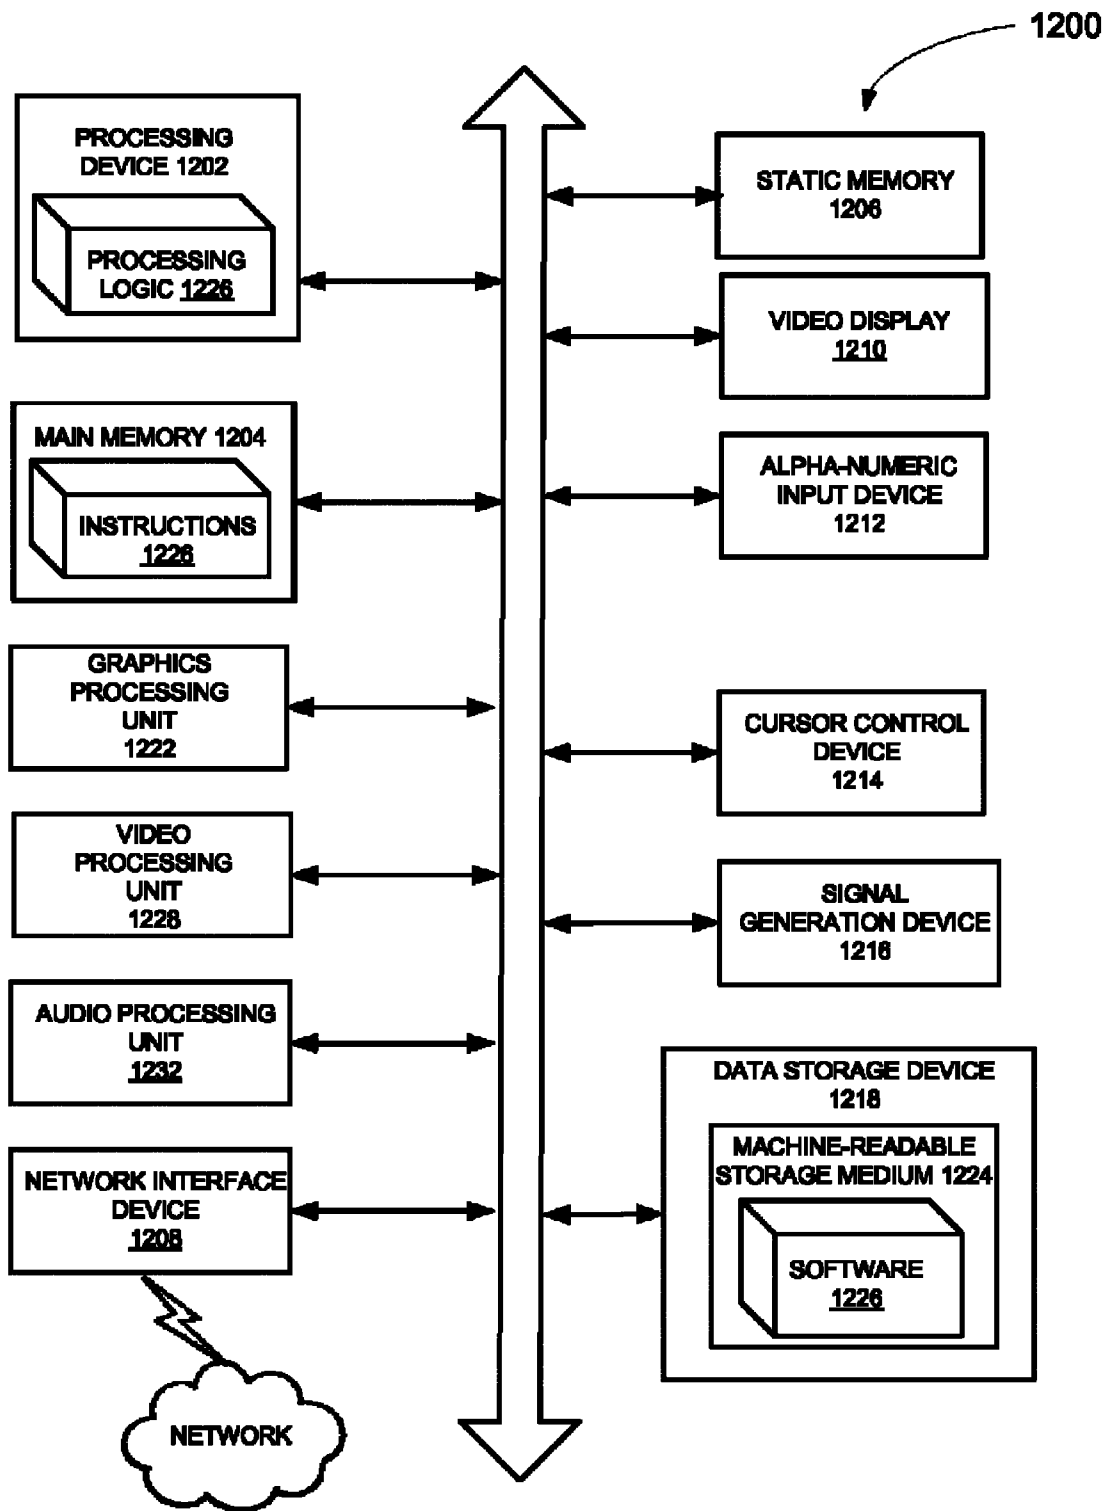 1200
PROCESSING
DEVICE 1202
PROCESSING
LOGIC 1226
MAIN MEMORY 1204
INSTRUCTIONS
1226
GRAPHICS
PROCESSING
UNIT
1222
VIDEO
PROCESSING
UNIT
1228
AUDIO PROCESSING
UNIT
1232
NETWORK INTERFACE
DEVICE
1208
NETWORK
STATIC MEMORY
1206
VIDEO DISPLAY
1210
ALPHA-NUMERIC
INPUT DEVICE
1212
CURSOR CONTROL
DEVICE
1214
SIGNAL
GENERATION DEVICE
1216
DATA STORAGE DEVICE
1218
MACHINE-READABLE
STORAGE MEDIUM 1224
SOFTWARE
1226